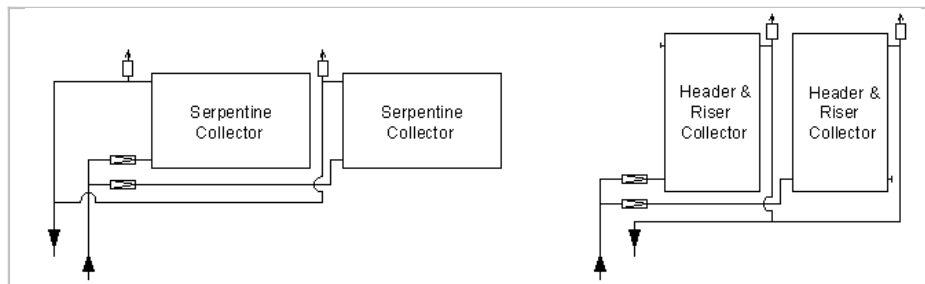 Serpentine
Collector
Serpentine
Collector
Header &
Riser
Collector
Header &
Riser
Collector